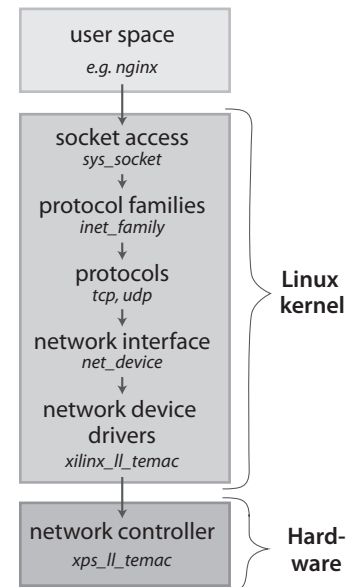 user space
e.g. nginx
socket access
sys_socket
protocol families
inet_family
protocols
tcp, udp
network interface
net_device
network device
drivers
xilinx_ll_temac
Linux
kernel
network controller
xps_ll_temac
Hard-
ware